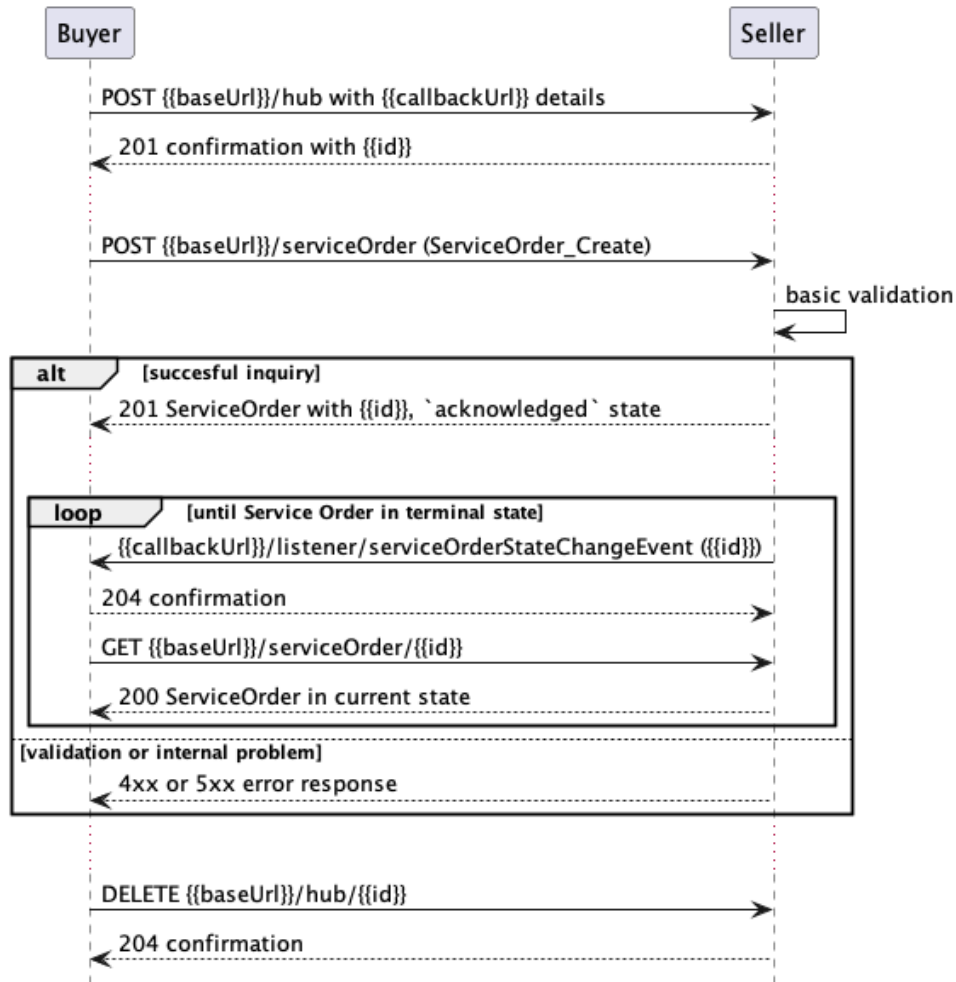 Buyer
Seller
POST {{baseUrl}}/hub with {{callbackUrl}} details
201 confirmation with {{id}}
POST {{baseUrl}}/serviceOrder (ServiceOrder_Create)
basic validation
alt
[succesful inquiry]
201 ServiceOrder with {{id}}, `acknowledged` state
loop
[until Service Order in terminal state]
{{callbackUrl}}/listener/serviceOrderStateChangeEvent ({{id}})
204 confirmation
GET {{baseUrl}}/serviceOrder/{{id}}
200 ServiceOrder in current state
[validation or internal problem]
4xx or 5xx error response
DELETE {{baseUrl}}/hub/{{id}}
204 confirmation